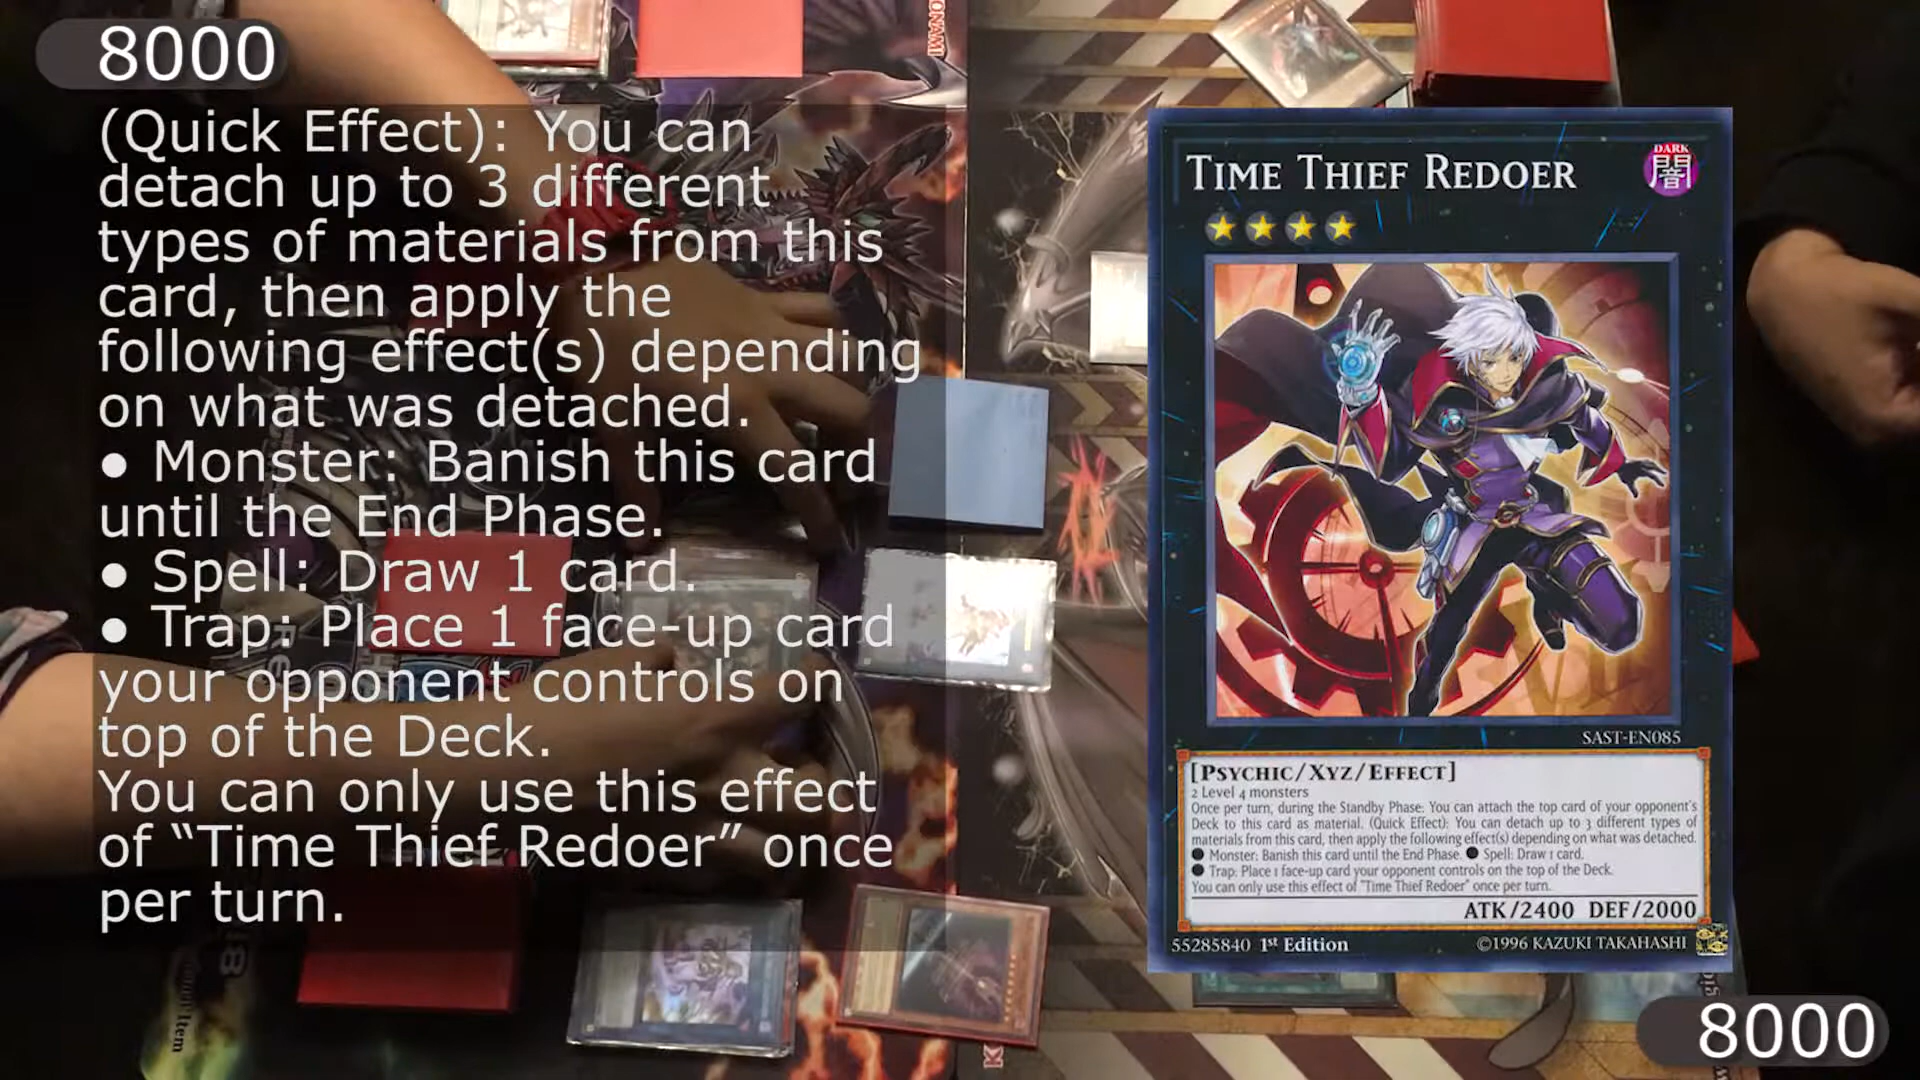 8000
(Quick Effect): You can
detach up to 3 different
types of materials from this
card, then apply the
following effect(s) depending
on what was detached.
● Monster: Banish this card
until the End Phase.
● Spell: Draw 1 card.
● Trap: Place 1 face-up card
your opponent controls on
top of the Deck.
You can only use this effect
of “Time Thief Redoer” once
per turn.
KONAMI
TIME THIEF REDOER
DARK
闇
SAST-EN085
[PSYCHIC/XYZ/EFFECT]
2 Level 4 monsters
Once per turn, during the Standby Phase: You can attach the top card of your opponent's
Deck to this card as material. (Quick Effect): You can detach up to 3 different types of
materials from this card, then apply the following effect(s) depending on what was detached.
● Monster: Banish this card until the End Phase. ● Spell: Draw 1 card.
● Trap: Place 1 face-up card your opponent controls on the top of the Deck.
You can only use this effect of "Time Thief Redoer" once per turn.
ATK/2400 DEF/2000
55285840 1st Edition
©1996 KAZUKI TAKAHASHI
8000